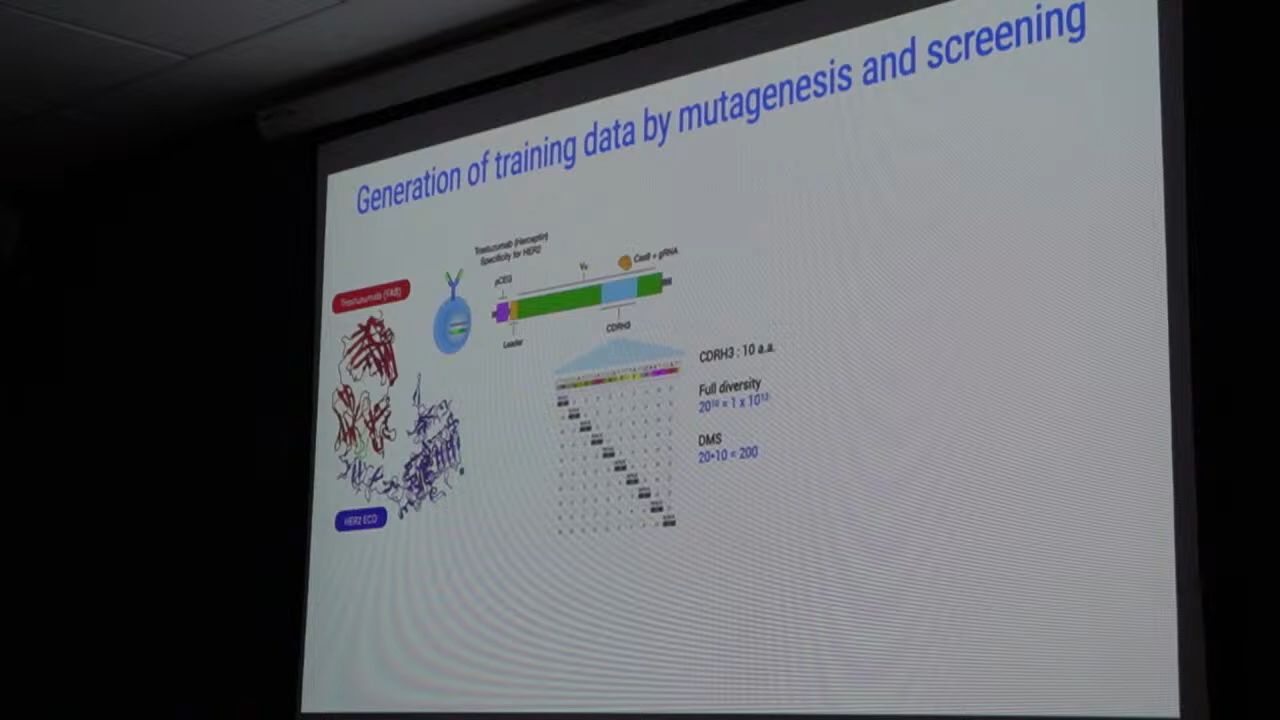 Generation of training data by mutagenesis and screening
Trastuzumab (Herceptin)
Specificity for HER2
Trastuzumab (FAB)
pCEG
V_H
Cas9 + gRNA
Leader
CDRH3
CDRH3 : 10 a.a.
Full diversity
20¹⁰ = 1 x 10¹³
DMS
20•10 = 200
HER2 ECD